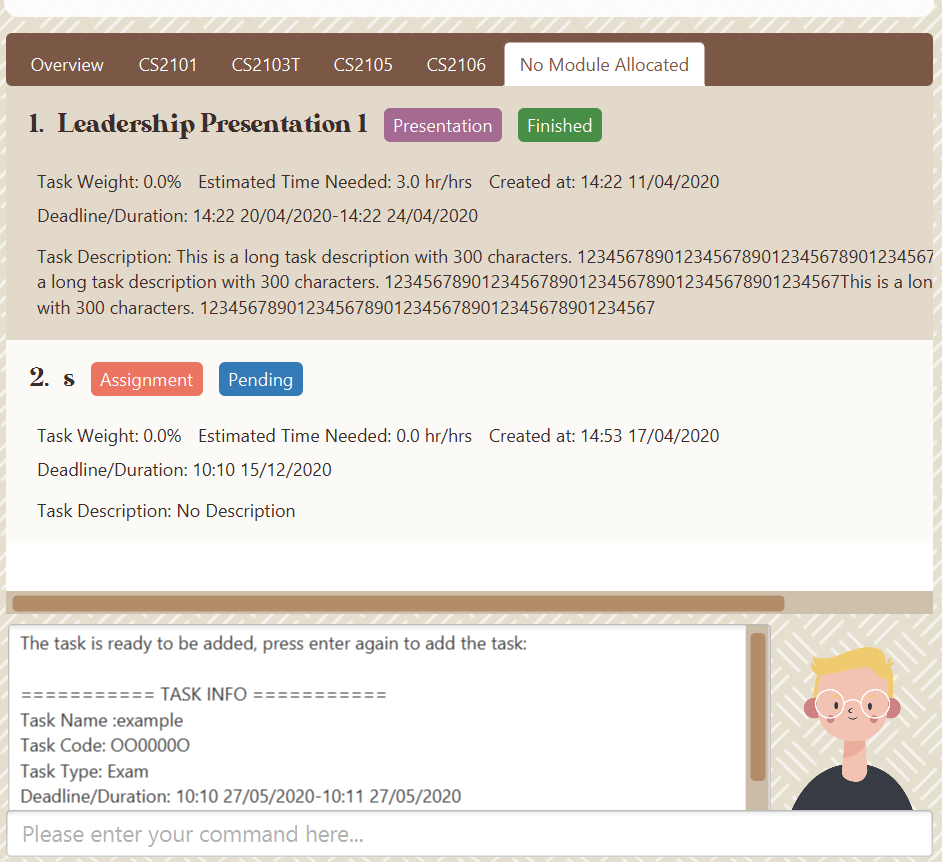 Overview CS2101 CS2103T CS2105 CS2106 No Module Allocated
1. Leadership Presentation 1 Presentation Finished
Task Weight: 0.0% Estimated Time Needed: 3.0 hr/hrs Created at: 14:22 11/04/2020
Deadline/Duration: 14:22 20/04/2020-14:22 24/04/2020
Task Description: This is a long task description with 300 characters. 1234567890123456789012345678901234567
a long task description with 300 characters. 12345678901234567890123456789012345678901234567This is a lon
with 300 characters. 12345678901234567890123456789012345678901234567
2. s Assignment Pending
Task Weight: 0.0% Estimated Time Needed: 0.0 hr/hrs Created at: 14:53 17/04/2020
Deadline/Duration: 10:10 15/12/2020
Task Description: No Description
The task is ready to be added, press enter again to add the task:
=========== TASK INFO ===========
Task Name :example
Task Code: OO0000O
Task Type: Exam
Deadline/Duration: 10:10 27/05/2020-10:11 27/05/2020
Please enter your command here...